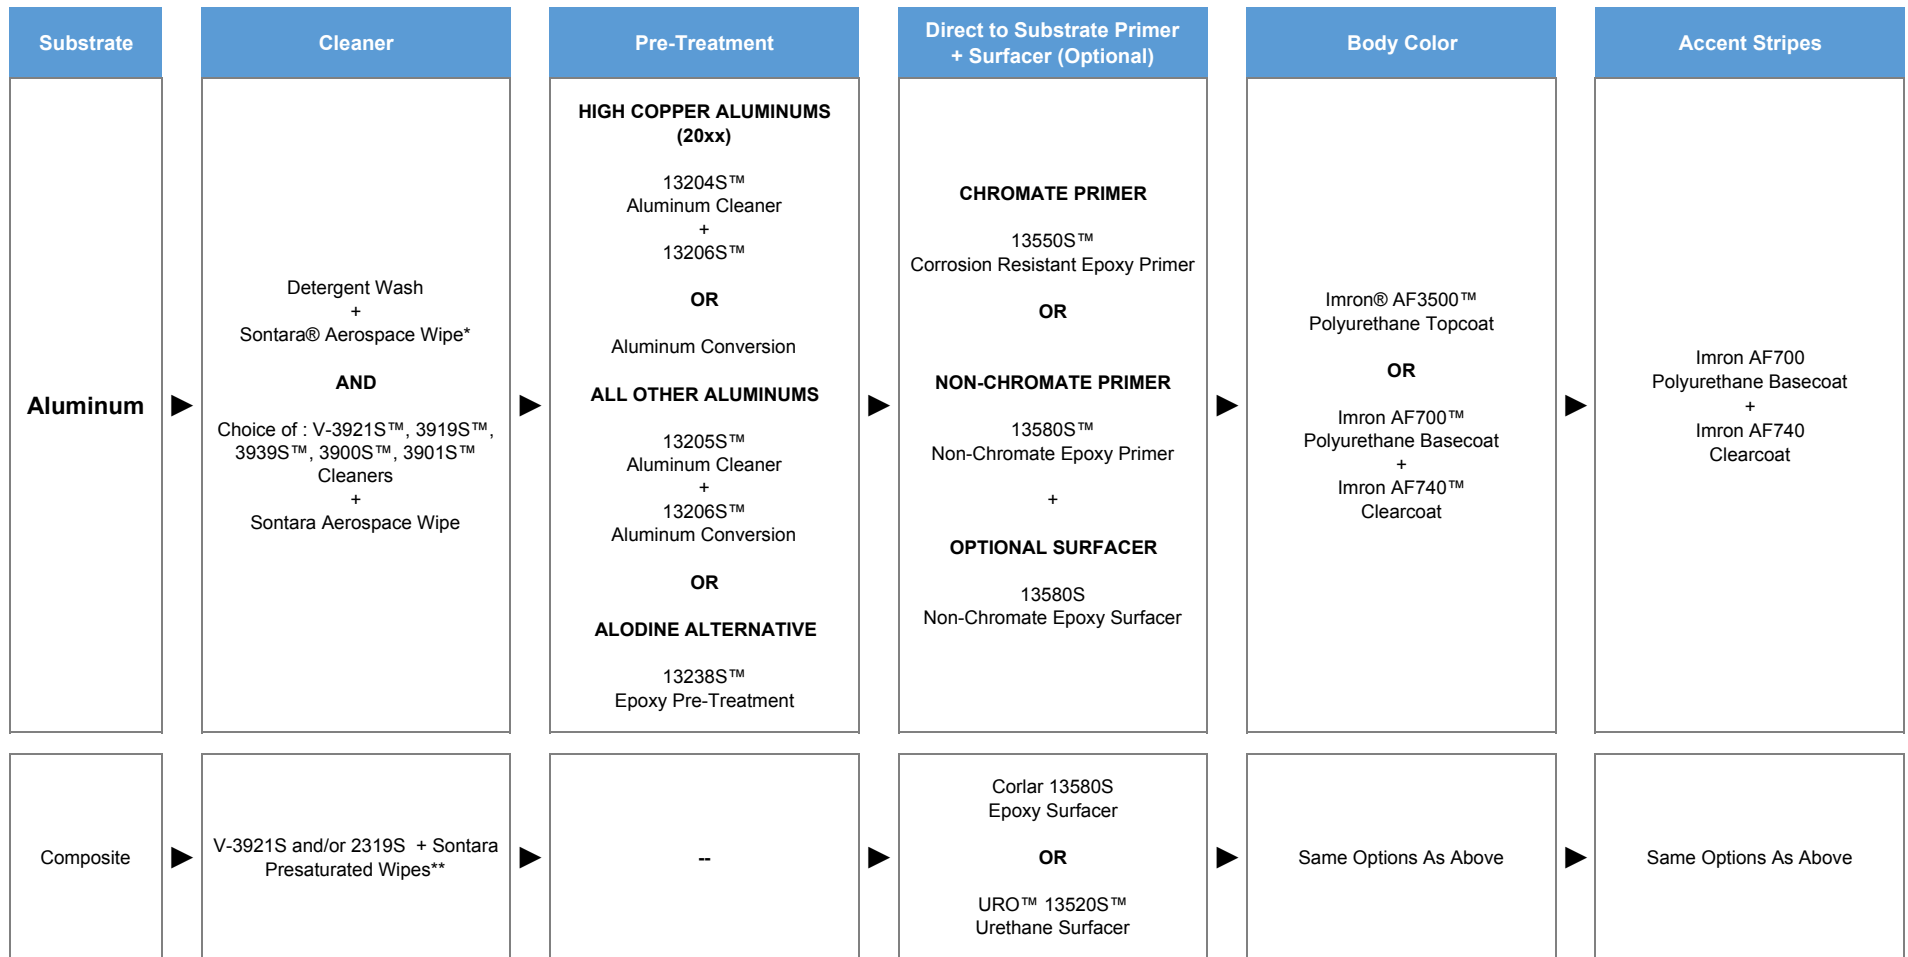 Substrate
Cleaner
Pre-Treatment
Direct to Substrate Primer
+ Surfacer (Optional)
Body Color
Accent Stripes
Aluminum
Detergent Wash
+
Sontara® Aerospace Wipe*
AND
Choice of : V-3921S™, 3919S™,
3939S™, 3900S™, 3901S™
Cleaners
+
Sontara Aerospace Wipe
HIGH COPPER ALUMINUMS
(20xx)
13204S™
Aluminum Cleaner
+
13206S™
OR
Aluminum Conversion
ALL OTHER ALUMINUMS
13205S™
Aluminum Cleaner
+
13206S™
Aluminum Conversion
OR
ALODINE ALTERNATIVE
13238S™
Epoxy Pre-Treatment
CHROMATE PRIMER
13550S™
Corrosion Resistant Epoxy Primer
OR
NON-CHROMATE PRIMER
13580S™
Non-Chromate Epoxy Primer
+
OPTIONAL SURFACER
13580S
Non-Chromate Epoxy Surfacer
Imron® AF3500™
Polyurethane Topcoat
OR
Imron AF700™
Polyurethane Basecoat
+
Imron AF740™
Clearcoat
Imron AF700
Polyurethane Basecoat
+
Imron AF740
Clearcoat
Composite
V-3921S and/or 2319S + Sontara
Presaturated Wipes**
--
Corlar 13580S
Epoxy Surfacer
OR
URO™ 13520S™
Urethane Surfacer
Same Options As Above
Same Options As Above